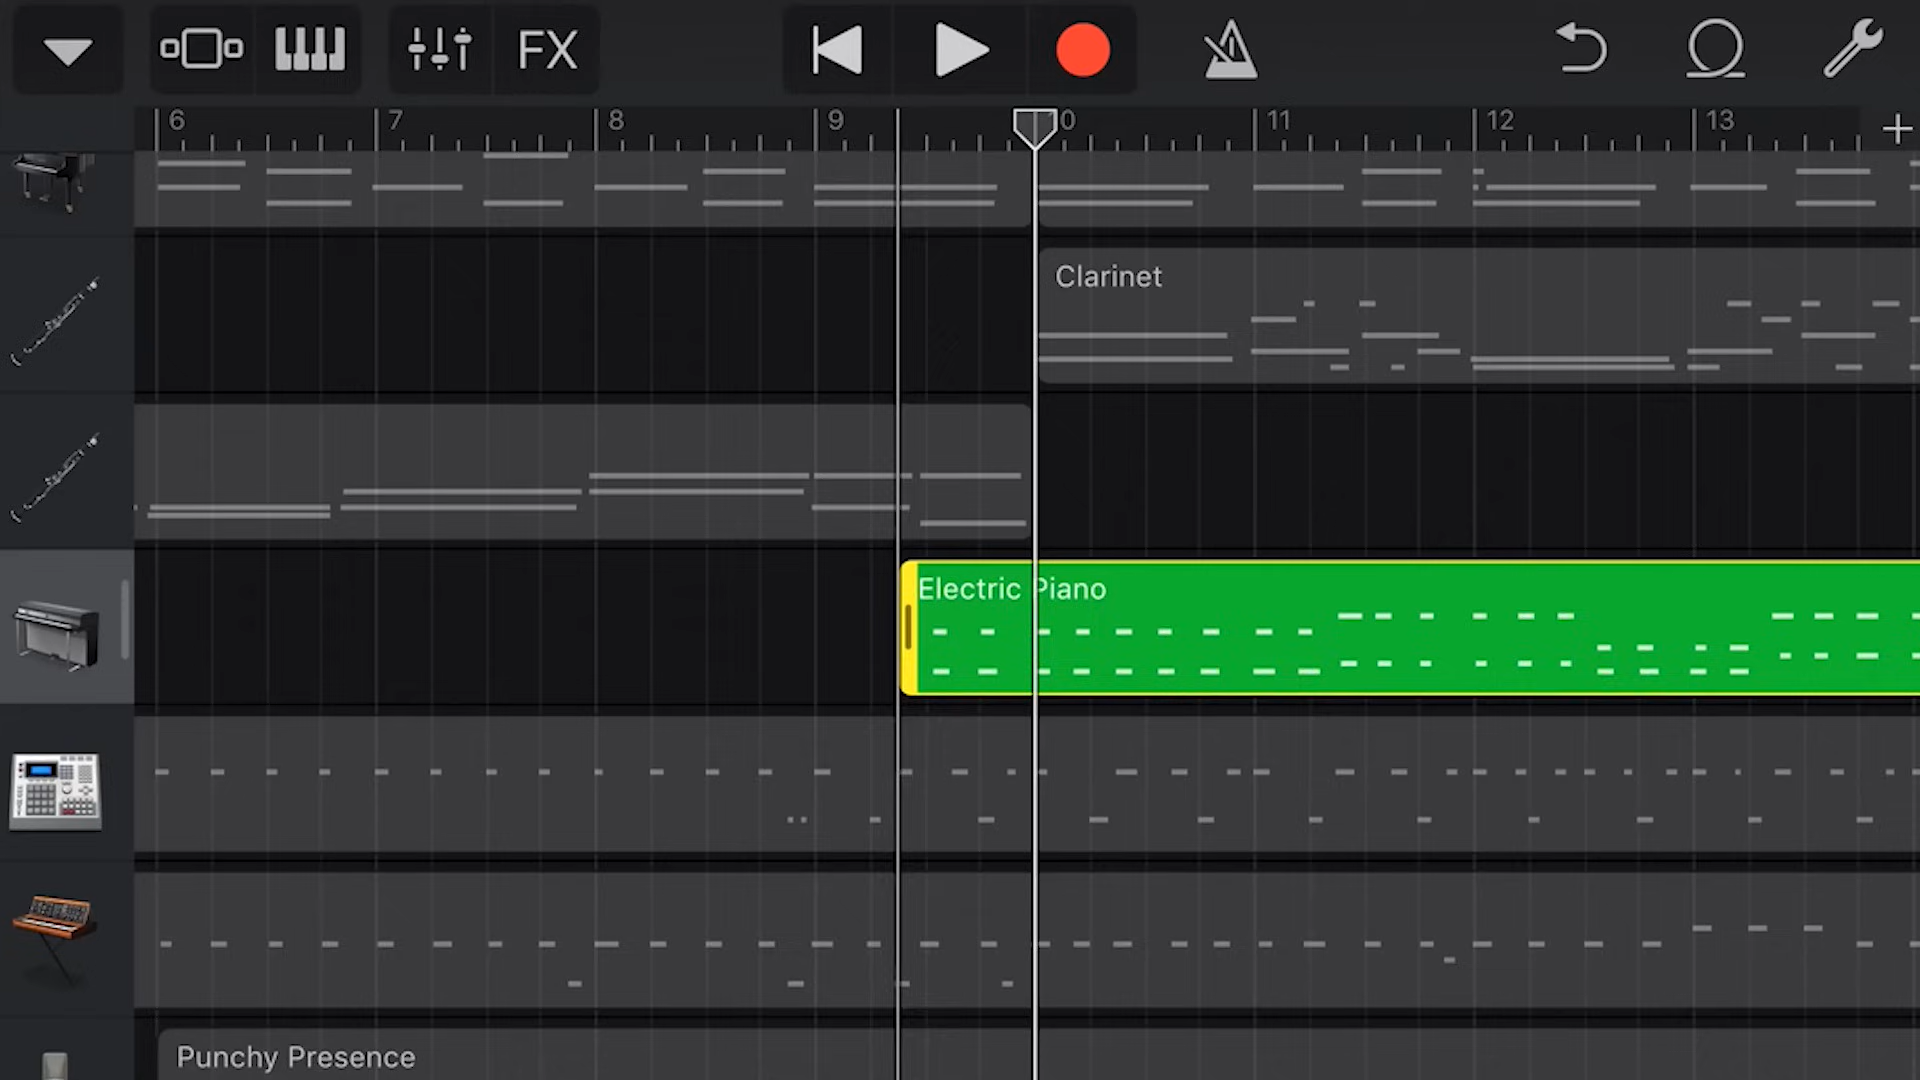 FX
6 7 8 9 10 11 12 13
Clarinet
Electric Piano
Punchy Presence